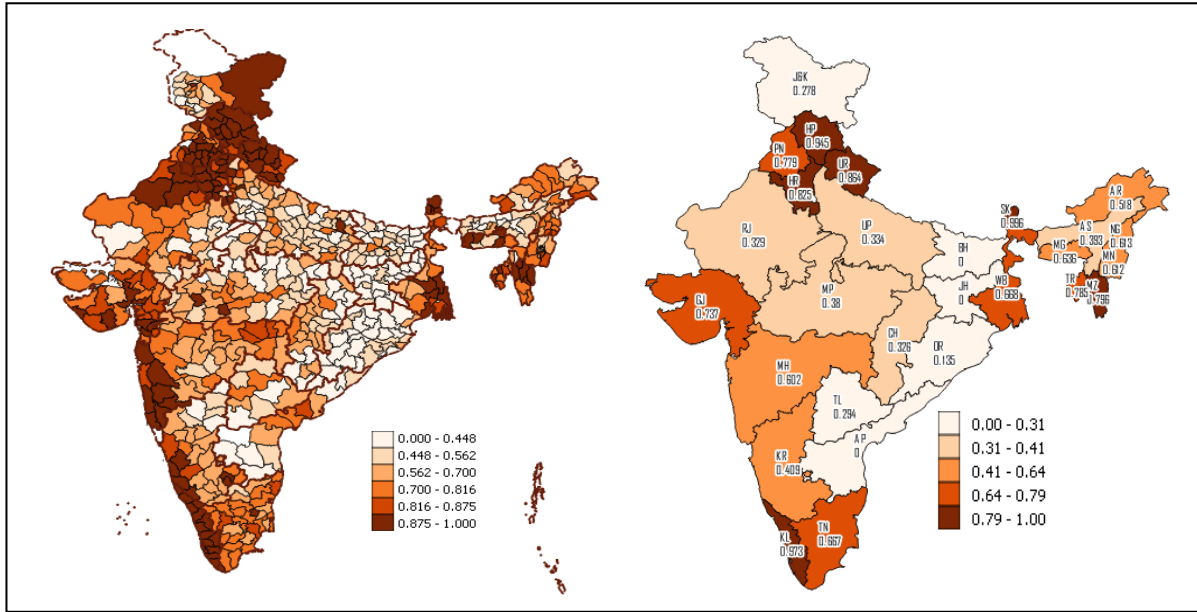 0.000 - 0.448
0.448 - 0.562
0.562 - 0.700
0.700 - 0.816
0.816 - 0.875
0.875 - 1.000
J&K
0.278
HP
0.945
PN
0.779
UR
0.864
HR
0.825
RJ
0.329
UP
0.334
SK
0.996
AR
0.518
AS
0.393
NG
0.613
MG
0.636
MN
0.612
BH
0
JH
0
WB
0.668
TR
0.785
MZ
0.796
GJ
0.737
MP
0.38
CH
0.326
OR
0.135
MH
0.602
TL
0.294
AP
0
KR
0.409
TN
0.667
KL
0.973
0.00 - 0.31
0.31 - 0.41
0.41 - 0.64
0.64 - 0.79
0.79 - 1.00